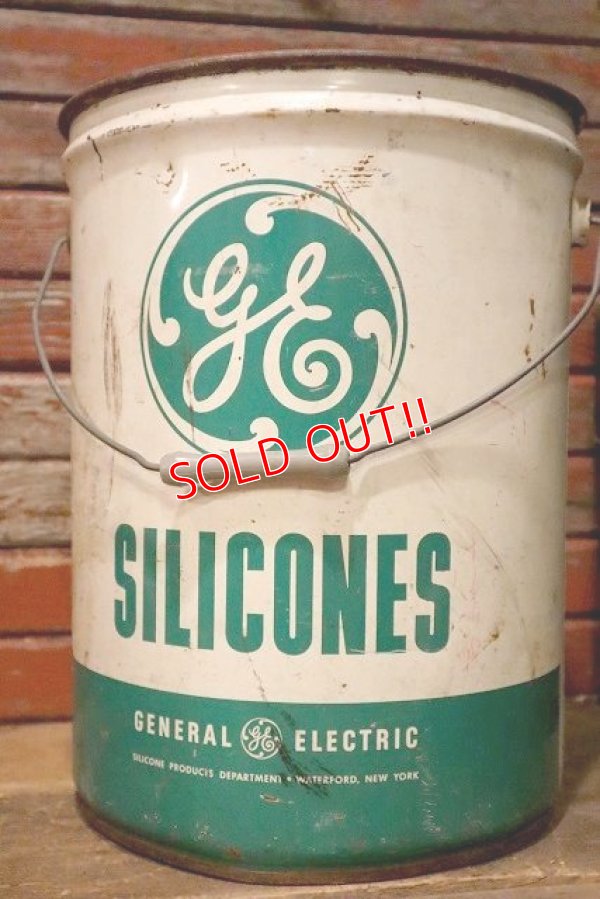 GE
SOLD OUT!!
SILICONES
GENERAL GE ELECTRIC
SILICONE PRODUCTS DEPARTMENT • WATERFORD, NEW YORK